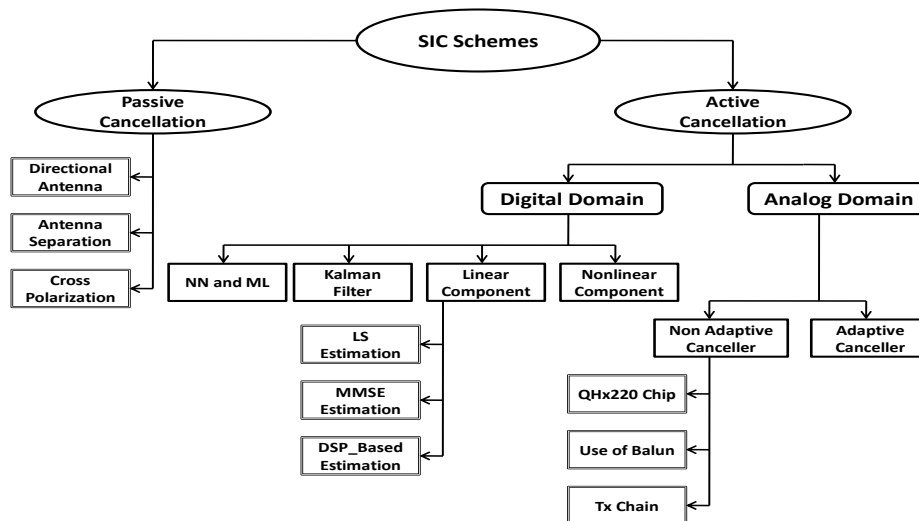 SIC Schemes
Passive
Cancellation
Active
Cancellation
Directional
Antenna
Antenna
Separation
Cross
Polarization
Digital Domain
Analog Domain
NN and ML
Kalman
Filter
Linear
Component
Nonlinear
Component
LS
Estimation
MMSE
Estimation
DSP_Based
Estimation
Non Adaptive
Canceller
Adaptive
Canceller
QHx220 Chip
Use of Balun
Tx Chain